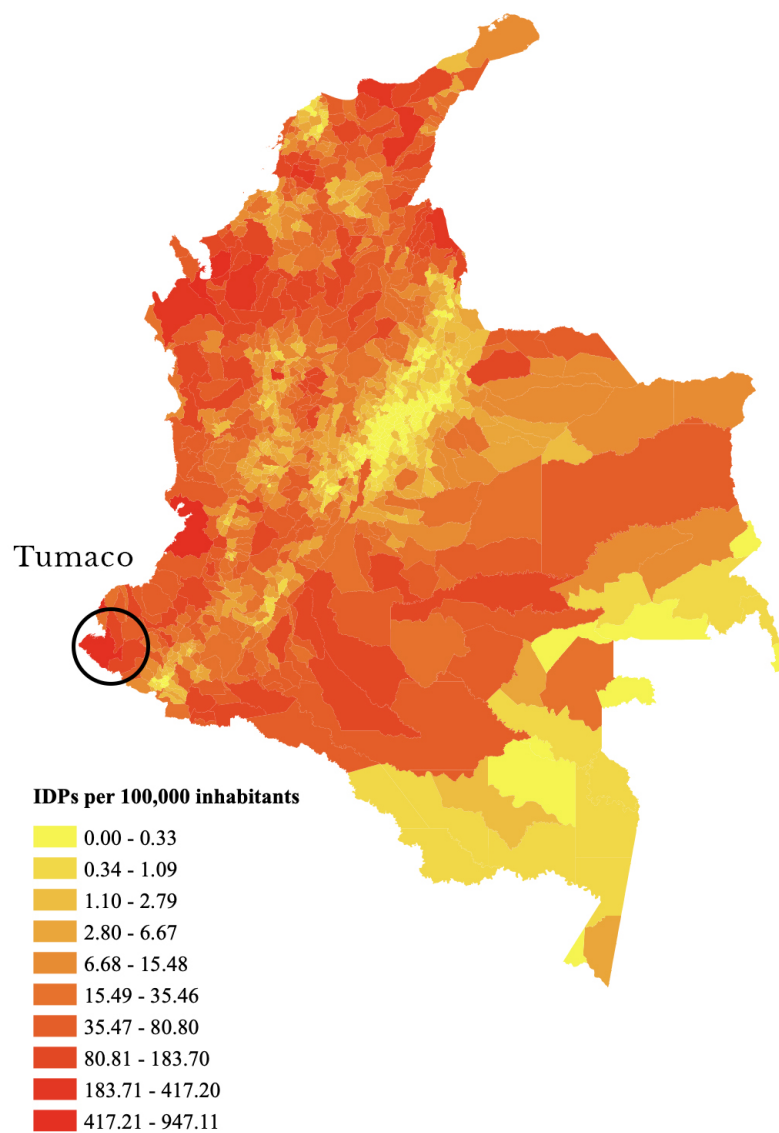 Tumaco
IDPs per 100,000 inhabitants
0.00 - 0.33
0.34 - 1.09
1.10 - 2.79
2.80 - 6.67
6.68 - 15.48
15.49 - 35.46
35.47 - 80.80
80.81 - 183.70
183.71 - 417.20
417.21 - 947.11